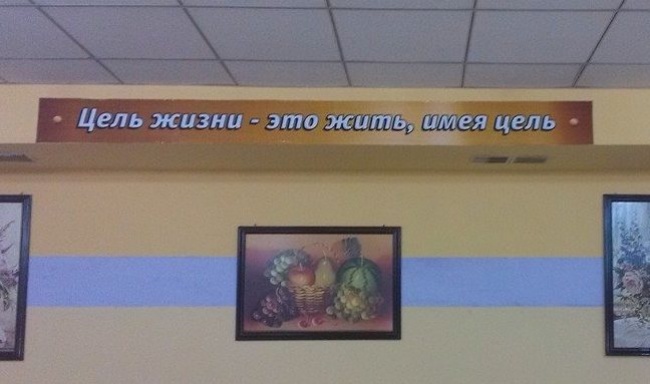 Цель жизни - это жить, имея цель